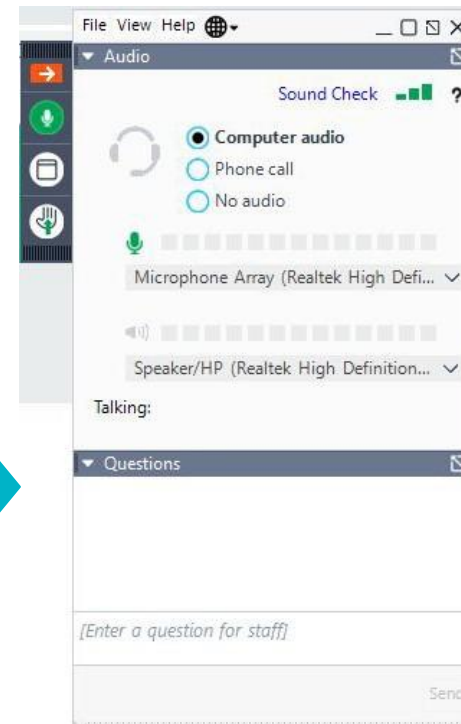 File View Help
Audio
Sound Check ?
Computer audio
Phone call
No audio
Microphone Array (Realtek High Defi...
Speaker/HP (Realtek High Definition...
Talking:
Questions
[Enter a question for staff]
Send